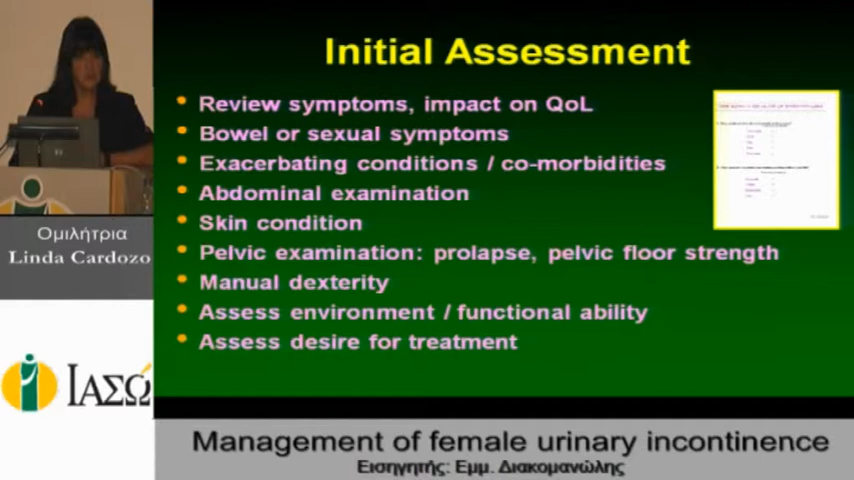 Initial Assessment
Review symptoms, impact on QoL
Bowel or sexual symptoms
Exacerbating conditions / co-morbidities
Abdominal examination
Skin condition
Pelvic examination: prolapse, pelvic floor strength
Manual dexterity
Assess environment / functional ability
Assess desire for treatment
Ομιλήτρια
Linda Cardozo
ΙΑΣΩ
Management of female urinary incontinence
Εισηγητής: Εμμ. Διακομανώλης